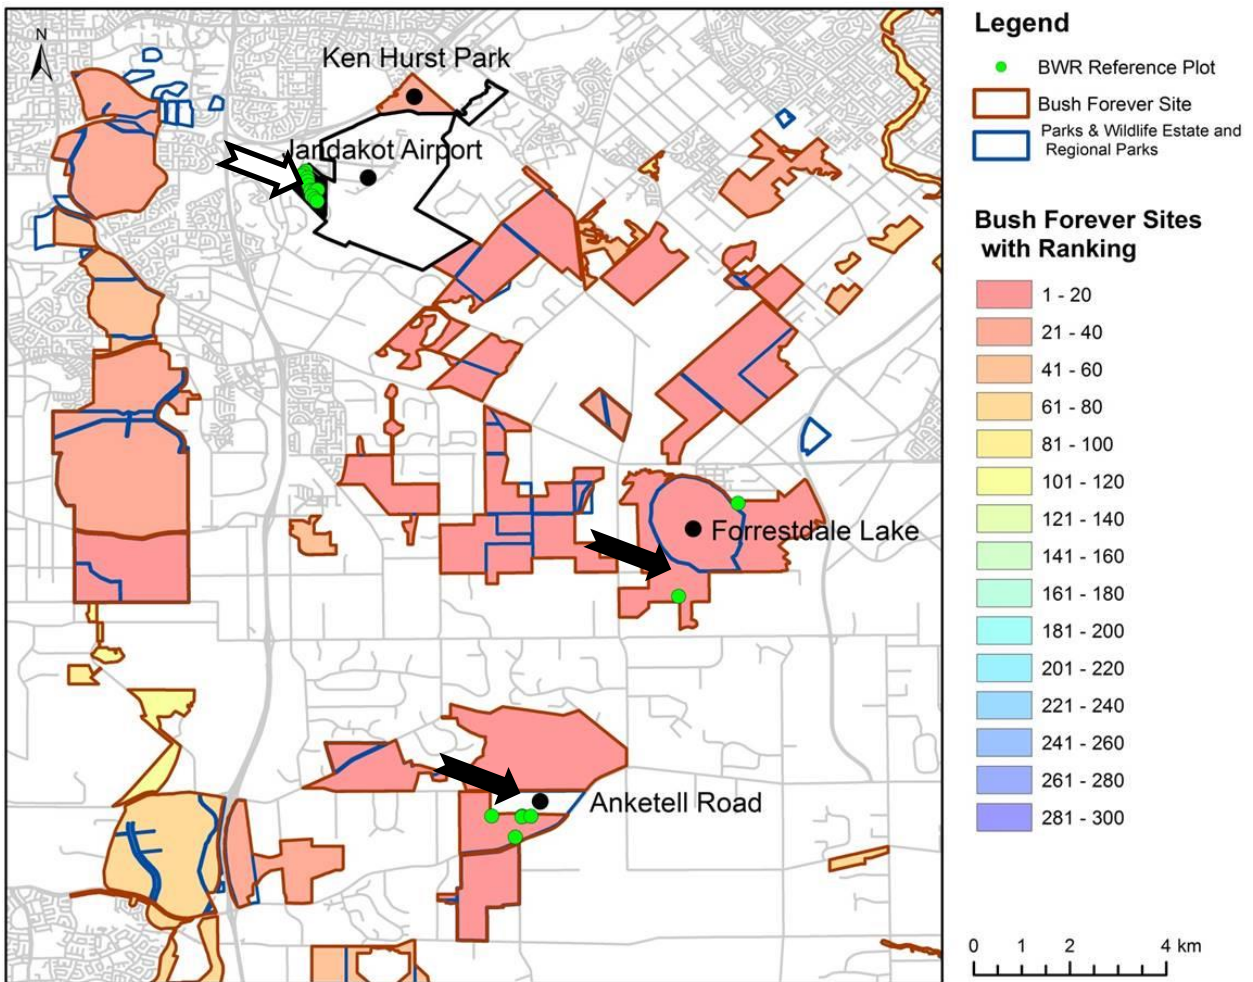 N
Ken Hurst Park
Jandakot Airport
Forrestdale Lake
Anketell Road
Legend
BWR Reference Plot
Bush Forever Site
Parks & Wildlife Estate and
Regional Parks
Bush Forever Sites
with Ranking
1 - 20
21 - 40
41 - 60
61 - 80
81 - 100
101 - 120
121 - 140
141 - 160
161 - 180
181 - 200
201 - 220
221 - 240
241 - 260
261 - 280
281 - 300
0 1 2 4 km